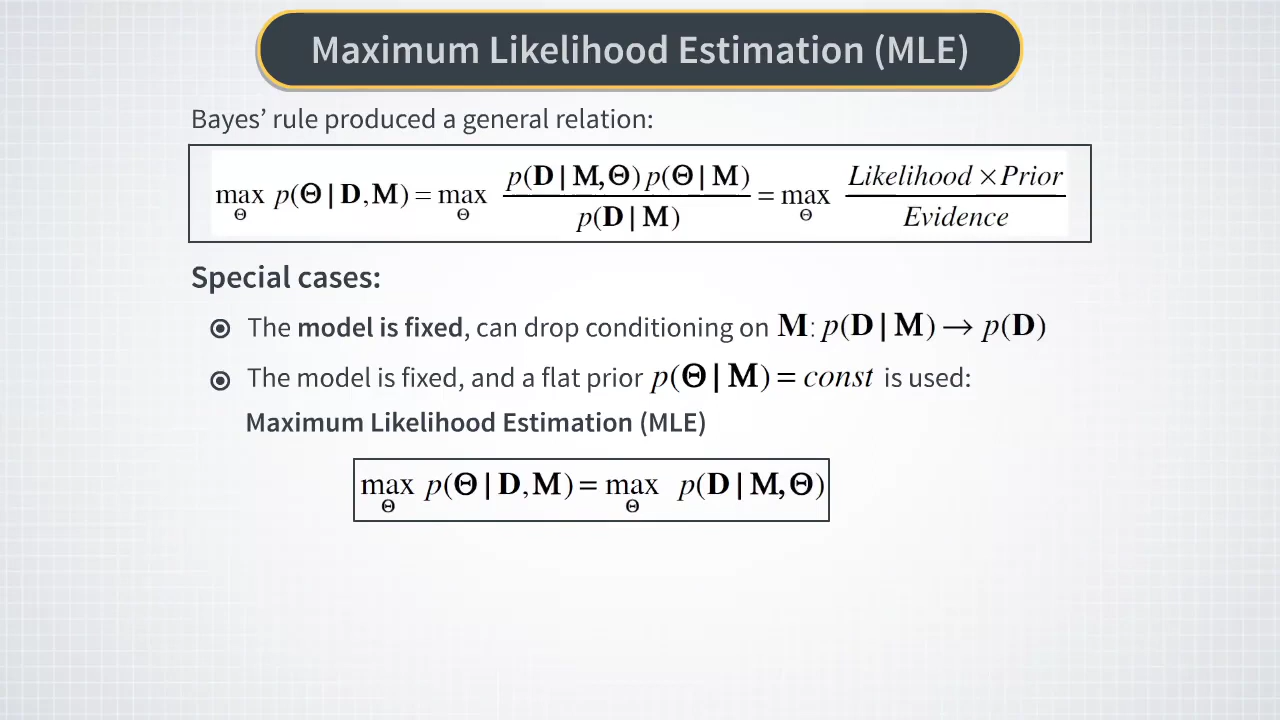 Maximum Likelihood Estimation (MLE)
Bayes’ rule produced a general relation:
max_Θ p(Θ | D, M) = max_Θ p(D | M, Θ) p(Θ | M) / p(D | M) = max_Θ Likelihood × Prior / Evidence
Special cases:
The model is fixed, can drop conditioning on M: p(D | M) → p(D)
The model is fixed, and a flat prior p(Θ | M) = const is used:
Maximum Likelihood Estimation (MLE)
max_Θ p(Θ | D, M) = max_Θ p(D | M, Θ)